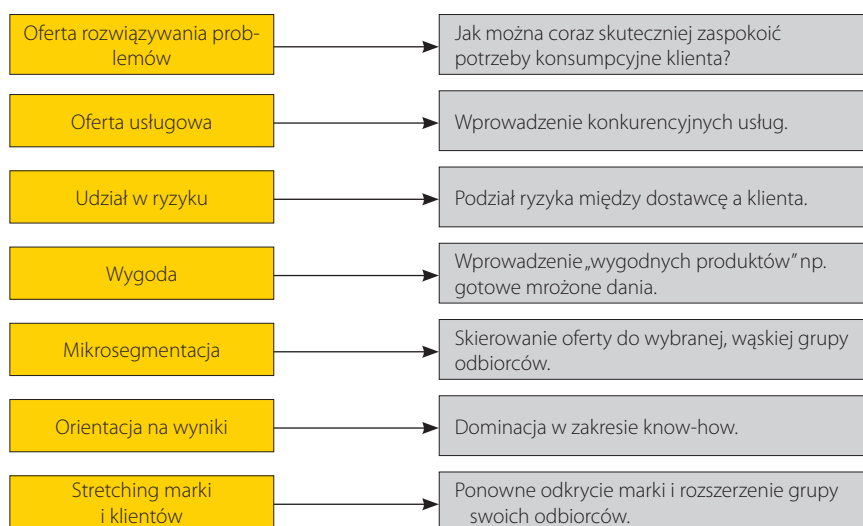 Oferta rozwiązywania prob-
lemów
Jak można coraz skuteczniej zaspokoić
potrzeby konsumpcyjne klienta?
Oferta usługowa
Wprowadzenie konkurencyjnych usług.
Udział w ryzyku
Podział ryzyka między dostawcę a klienta.
Wygoda
Wprowadzenie „wygodnych produktów” np.
gotowe mrożone dania.
Mikrosegmentacja
Skierowanie oferty do wybranej, wąskiej grupy
odbiorców.
Orientacja na wyniki
Dominacja w zakresie know-how.
Stretching marki
i klientów
Ponowne odkrycie marki i rozszerzenie grupy
swoich odbiorców.